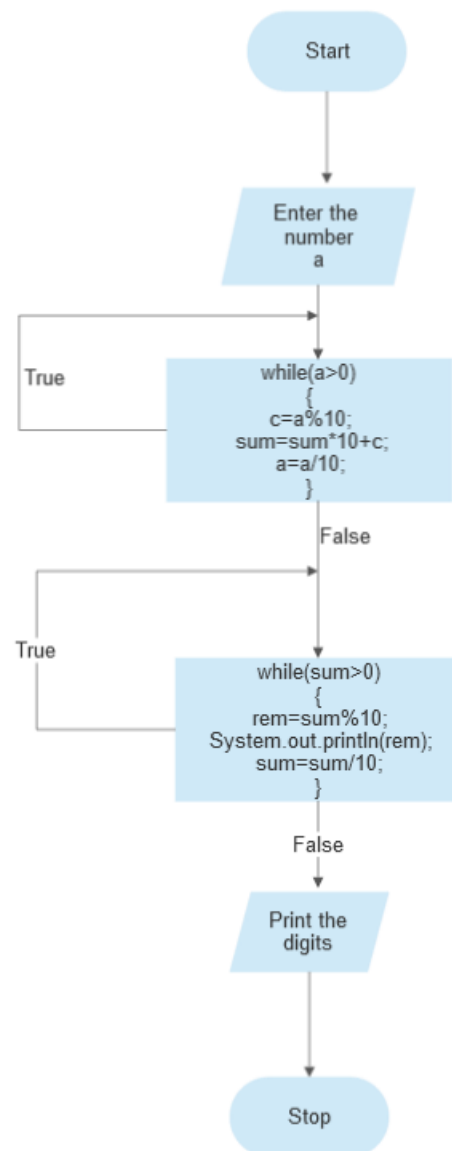 Start
Enter the
number
a
True
while(a>0)
{
c=a%10;
sum=sum*10+c;
a=a/10;
}
False
True
while(sum>0)
{
rem=sum%10;
System.out.println(rem);
sum=sum/10;
}
False
Print the
digits
Stop